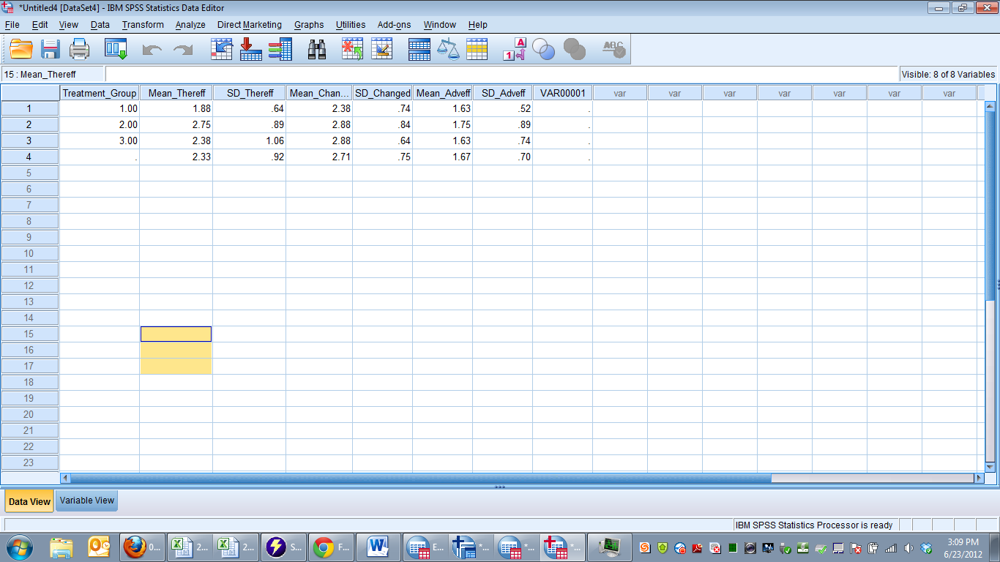 *Untitled4 [DataSet4] - IBM SPSS Statistics Data Editor
File Edit View Data Transform Analyze Direct Marketing Graphs Utilities Add-ons Window Help
A
1
ABC
15 : Mean_Thereff Visible: 8 of 8 Variables
Treatment_Group Mean_Thereff SD_Thereff Mean_Chan... SD_Changed Mean_Adveff SD_Adveff VAR00001 var var var var var var var
1 1.00 1.88 .64 2.38 .74 1.63 .52 .
2 2.00 2.75 .89 2.88 .84 1.75 .89 .
3 3.00 2.38 1.06 2.88 .64 1.63 .74 .
4 . 2.33 .92 2.71 .75 1.67 .70 .
5
6
7
8
9
10
11
12
13
14
15
16
17
18
19
20
21
22
23
Data View Variable View
IBM SPSS Statistics Processor is ready
0... 2... 2... S... F... W E... *... *... *...
3:09 PM
6/23/2012